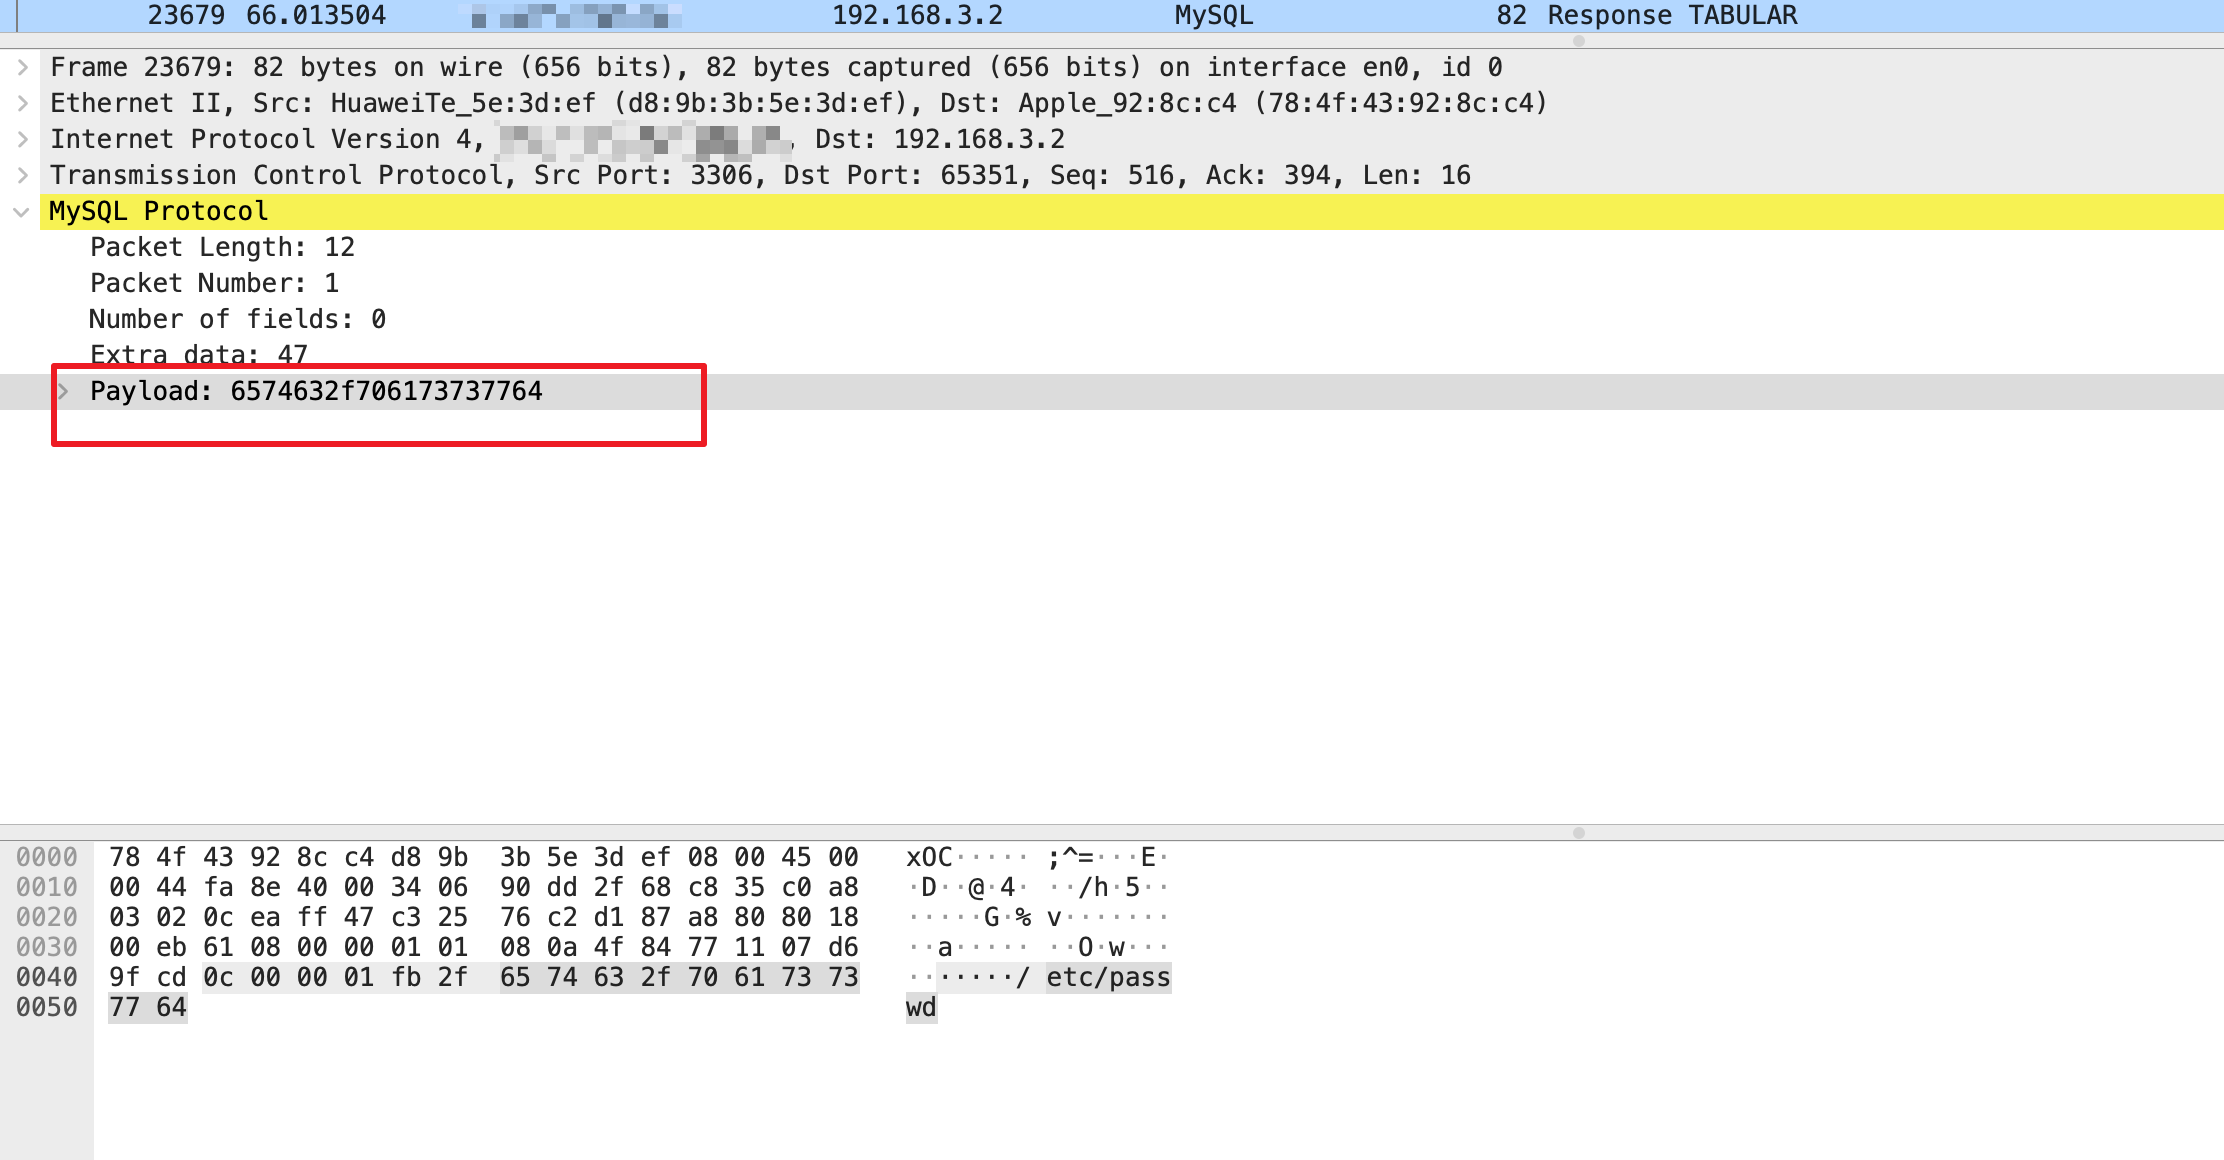 23679 66.013504 192.168.3.2 MySQL 82 Response TABULAR
Frame 23679: 82 bytes on wire (656 bits), 82 bytes captured (656 bits) on interface en0, id 0
Ethernet II, Src: HuaweiTe_5e:3d:ef (d8:9b:3b:5e:3d:ef), Dst: Apple_92:8c:c4 (78:4f:43:92:8c:c4)
Internet Protocol Version 4, , Dst: 192.168.3.2
Transmission Control Protocol, Src Port: 3306, Dst Port: 65351, Seq: 516, Ack: 394, Len: 16
MySQL Protocol
Packet Length: 12
Packet Number: 1
Number of fields: 0
Extra data: 47
Payload: 6574632f706173737764
0000 78 4f 43 92 8c c4 d8 9b 3b 5e 3d ef 08 00 45 00 xOC····· ;^=···E·
0010 00 44 fa 8e 40 00 34 06 90 dd 2f 68 c8 35 c0 a8 ·D··@·4· ··/h·5··
0020 03 02 0c ea ff 47 c3 25 76 c2 d1 87 a8 80 80 18 ·····G·% v·······
0030 00 eb 61 08 00 00 01 01 08 0a 4f 84 77 11 07 d6 ··a····· ··O·w···
0040 9f cd 0c 00 00 01 fb 2f 65 74 63 2f 70 61 73 73 ·······/ etc/pass
0050 77 64 wd